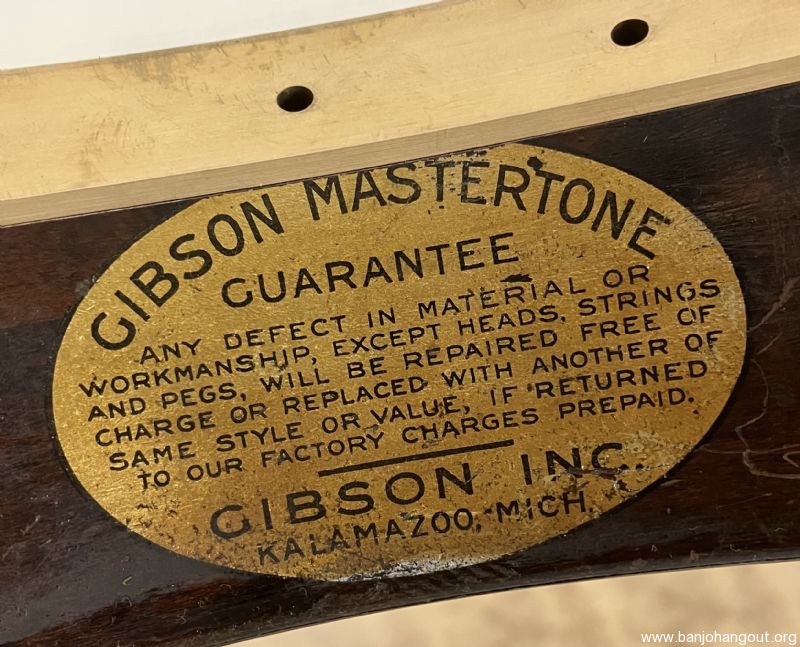 GIBSON MASTERTONE
GUARANTEE
ANY DEFECT IN MATERIAL OR
WORKMANSHIP, EXCEPT HEADS, STRINGS
AND PEGS, WILL BE REPAIRED FREE OF
CHARGE OR REPLACED WITH ANOTHER OF
SAME STYLE OR VALUE, IF RETURNED
TO OUR FACTORY CHARGES PREPAID.
GIBSON INC.
KALAMAZOO, MICH.
www.banjohangout.org